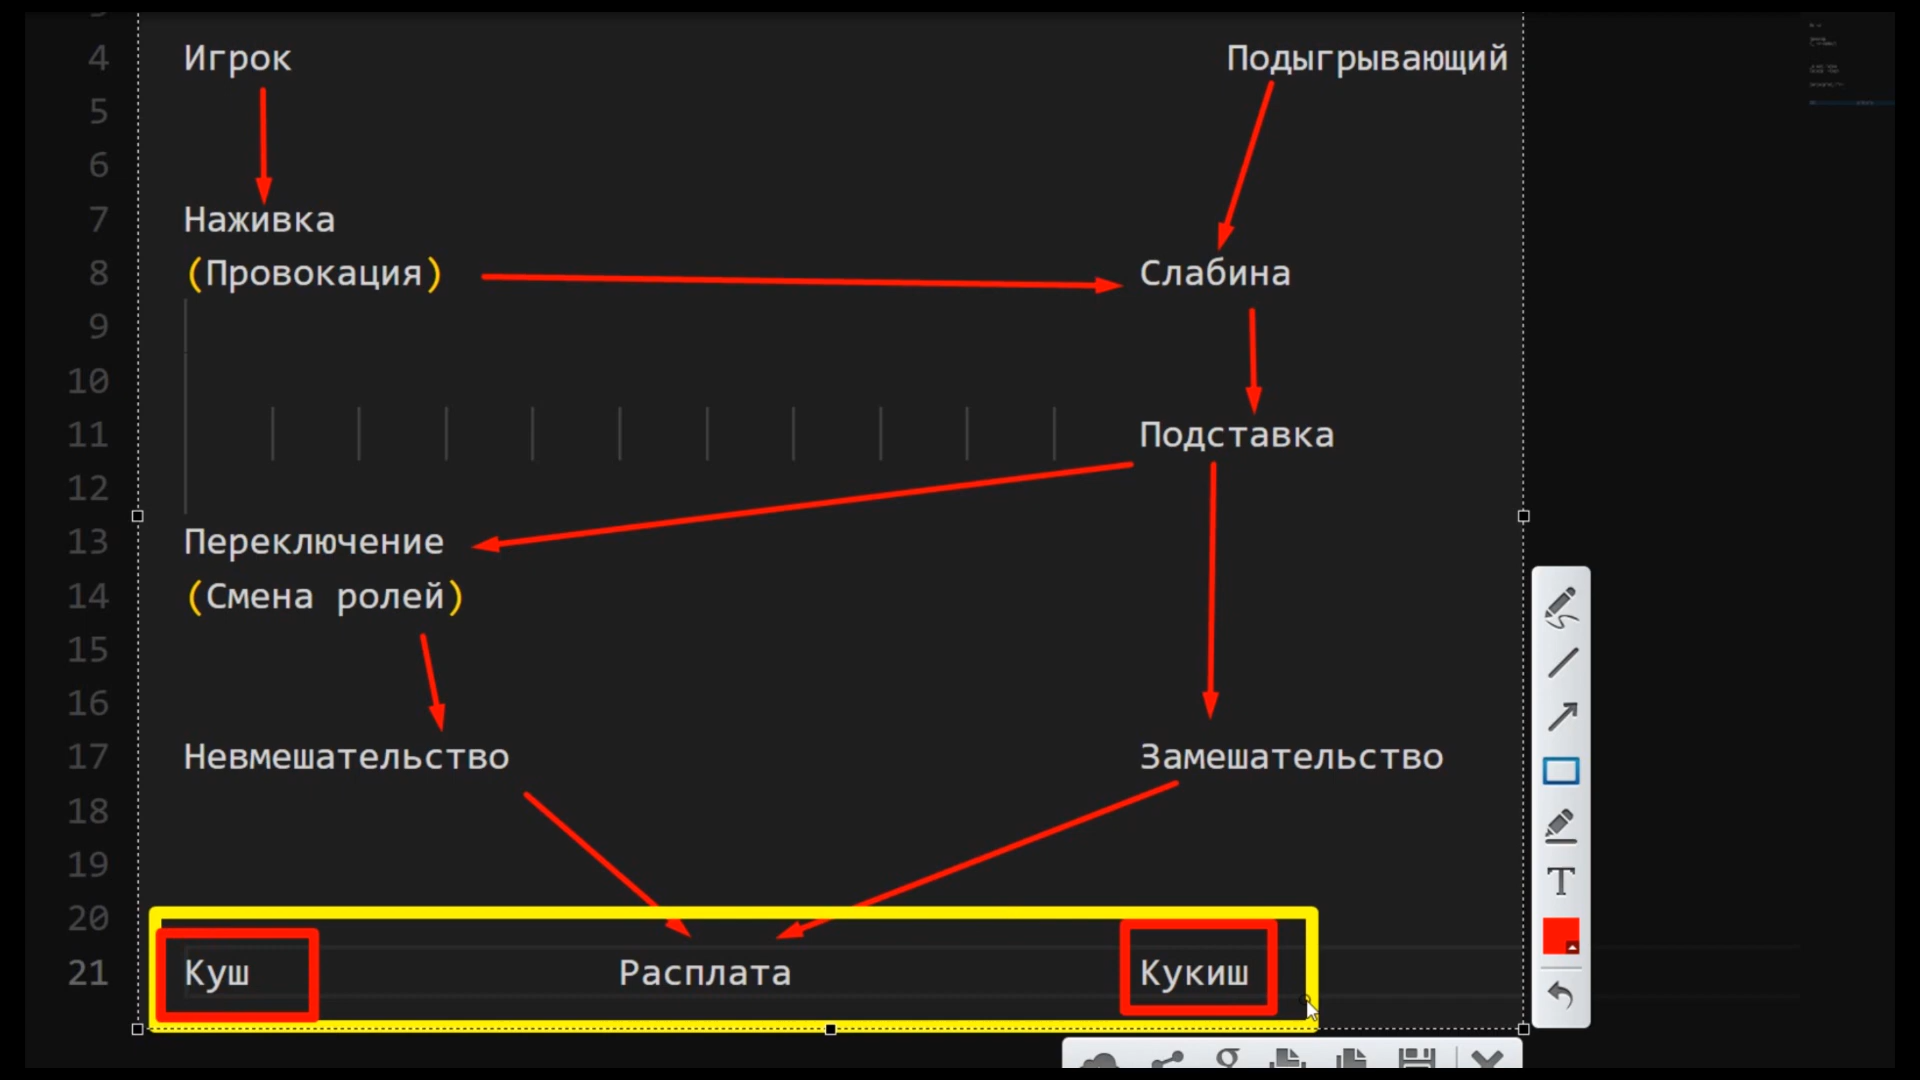 4 Игрок Подыгрывающий
5
6
7 Наживка
8 (Провокация) Слабина
9
10
11 Подставка
12
13 Переключение
14 (Смена ролей)
15
16
17 Невмешательство Замешательство
18
19
20
21 Куш Расплата Кукиш
T